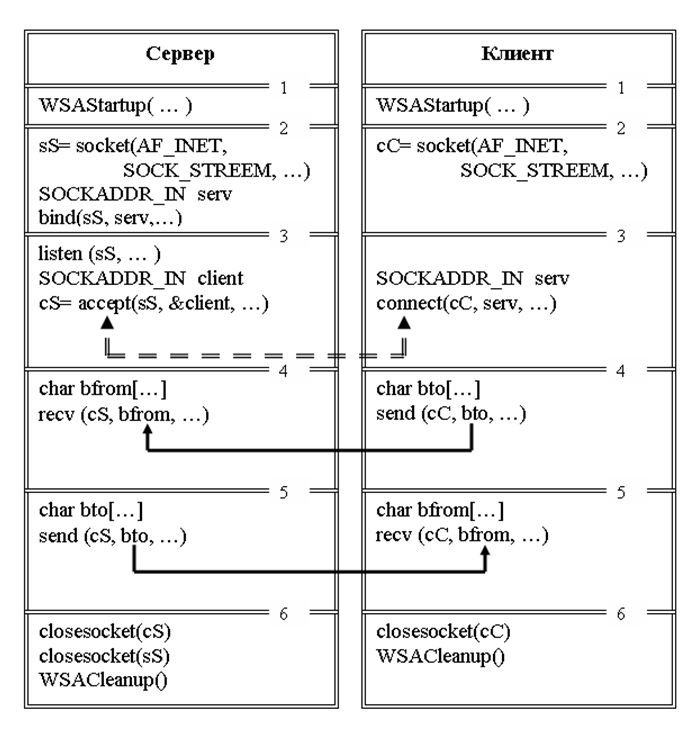 Сервер
1
WSAStartup( … )
2
sS= socket(AF_INET,
SOCK_STREEM, …)
SOCKADDR_IN serv
bind(sS, serv,…)
3
listen (sS, … )
SOCKADDR_IN client
cS= accept(sS, &client, …)
4
char bfrom[…]
recv (cS, bfrom, …)
5
char bto[…]
send (cS, bto, …)
6
closesocket(cS)
closesocket(sS)
WSACleanup()
Клиент
1
WSAStartup( … )
2
cC= socket(AF_INET,
SOCK_STREEM, …)
3
SOCKADDR_IN serv
connect(cC, serv, …)
4
char bto[…]
send (cC, bto, …)
5
char bfrom[…]
recv (cC, bfrom, …)
6
closesocket(cC)
WSACleanup()